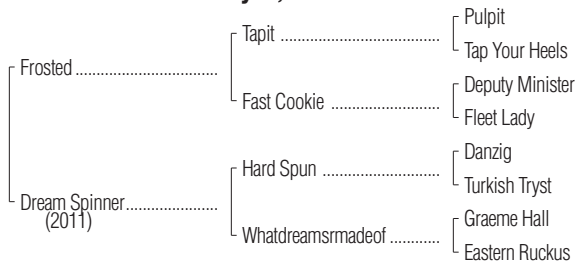 Pulpit
Tapit ........................................
Tap Your Heels
Frosted ....................................
Deputy Minister
Fast Cookie ............................
Fleet Lady
Danzig
Hard Spun .............................
Turkish Tryst
Dream Spinner.......................
(2011)
Graeme Hall
Whatdreamsrmadeof ............
Eastern Ruckus